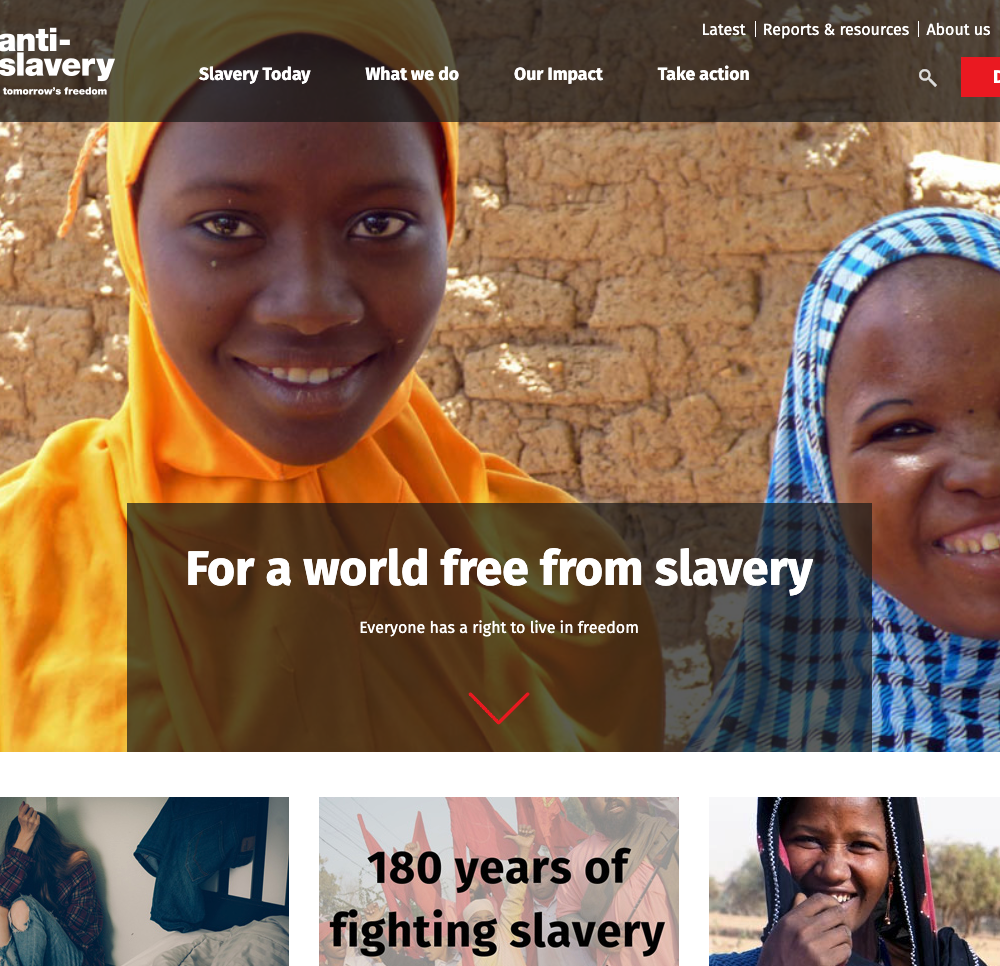 Latest
Reports & resources
About us
anti-
slavery
tomorrow's freedom
Slavery Today
What we do
Our Impact
Take action
D
For a world free from slavery
Everyone has a right to live in freedom
180 years of
fighting slavery